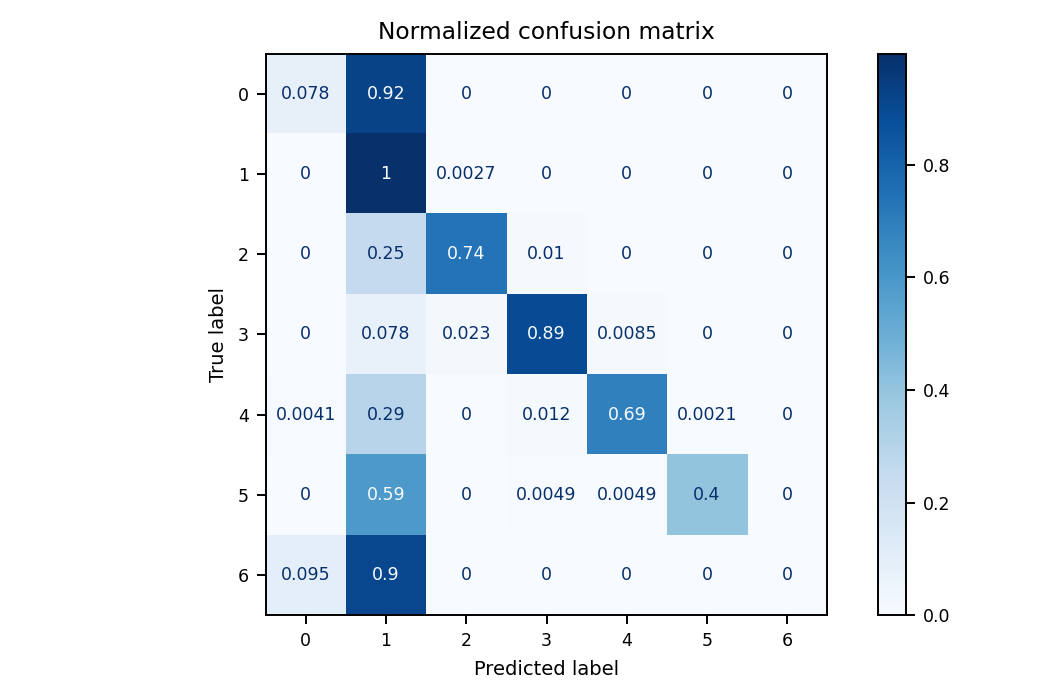 Normalized confusion matrix
True label
0 0.078 0.92 0 0 0 0 0
1 0 1 0.0027 0 0 0 0
2 0 0.25 0.74 0.01 0 0 0
3 0 0.078 0.023 0.89 0.0085 0 0
4 0.0041 0.29 0 0.012 0.69 0.0021 0
5 0 0.59 0 0.0049 0.0049 0.4 0
6 0.095 0.9 0 0 0 0 0
0 1 2 3 4 5 6
Predicted label
0.8
0.6
0.4
0.2
0.0